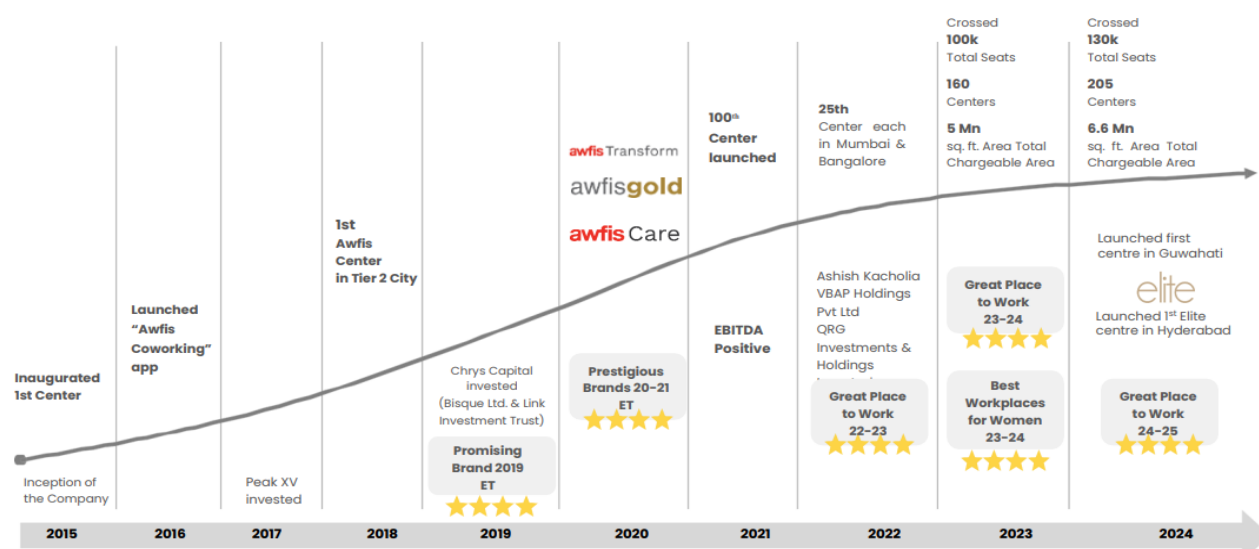 Inaugurated
1st Center
Inception of
the Company
2015
Launched
“Awfis
Coworking”
app
2016
Peak XV
invested
2017
1st
Awfis
Center
in Tier 2 City
2018
Chrys Capital
invested
(Bisque Ltd. & Link
Investment Trust)
Promising
Brand 2019
ET
2019
awfis Transform
awfisgold
awfis Care
Prestigious
Brands 20-21
ET
2020
100th
Center
launched
EBITDA
Positive
2021
25th
Center each
in Mumbai &
Bangalore
Ashish Kacholia
VBAP Holdings
Pvt Ltd
QRG
Investments &
Holdings
Great Place
to Work
22-23
2022
Crossed
100k
Total Seats
160
Centers
5 Mn
sq. ft. Area Total
Chargeable Area
Great Place
to Work
23-24
Best
Workplaces
for Women
23-24
2023
Crossed
130k
Total Seats
205
Centers
6.6 Mn
sq. ft. Area Total
Chargeable Area
Launched first
centre in Guwahati
elite
Launched 1st Elite
centre in Hyderabad
Great Place
to Work
24-25
2024